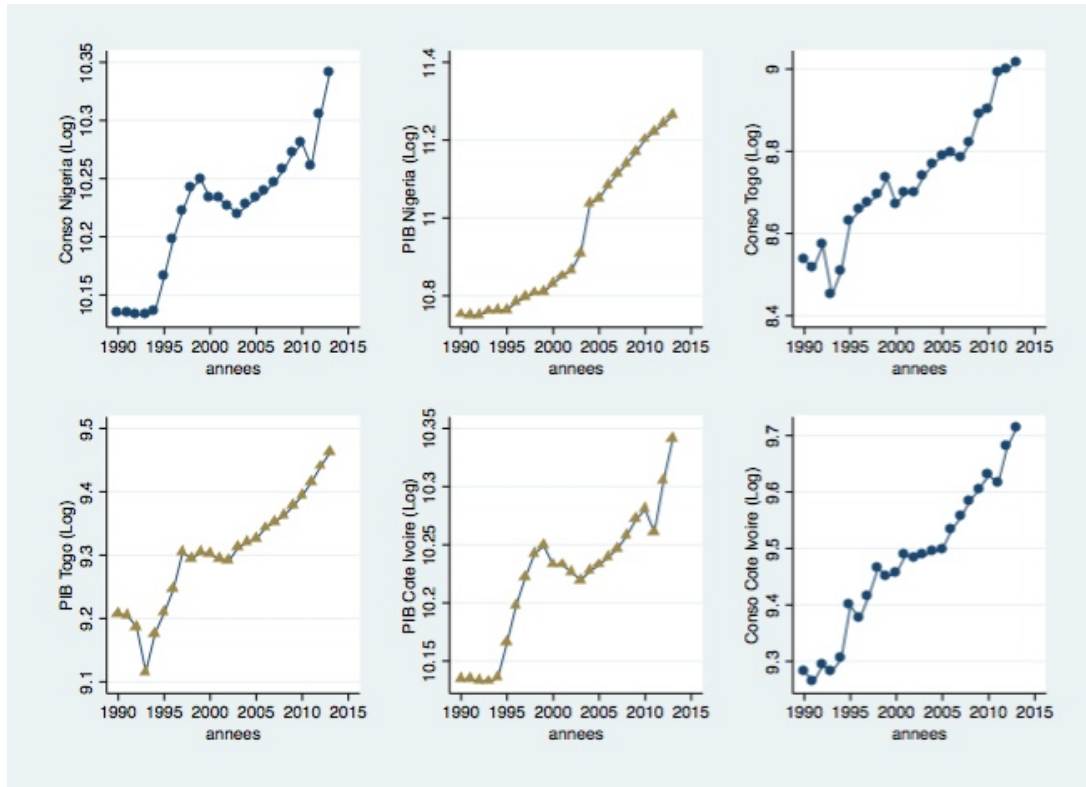 Conso Nigeria (Log)
10.35
10.3
10.25
10.2
10.15
1990 1995 2000 2005 2010 2015
annees
PIB Nigeria (Log)
11.4
11.2
11
10.8
1990 1995 2000 2005 2010 2015
annees
Conso Togo (Log)
9
8.8
8.6
8.4
1990 1995 2000 2005 2010 2015
annees
PIB Togo (Log)
9.5
9.4
9.3
9.2
9.1
1990 1995 2000 2005 2010 2015
annees
PIB Cote Ivoire (Log)
10.35
10.3
10.25
10.2
10.15
1990 1995 2000 2005 2010 2015
annees
Conso Cote Ivoire (Log)
9.7
9.6
9.5
9.4
9.3
1990 1995 2000 2005 2010 2015
annees